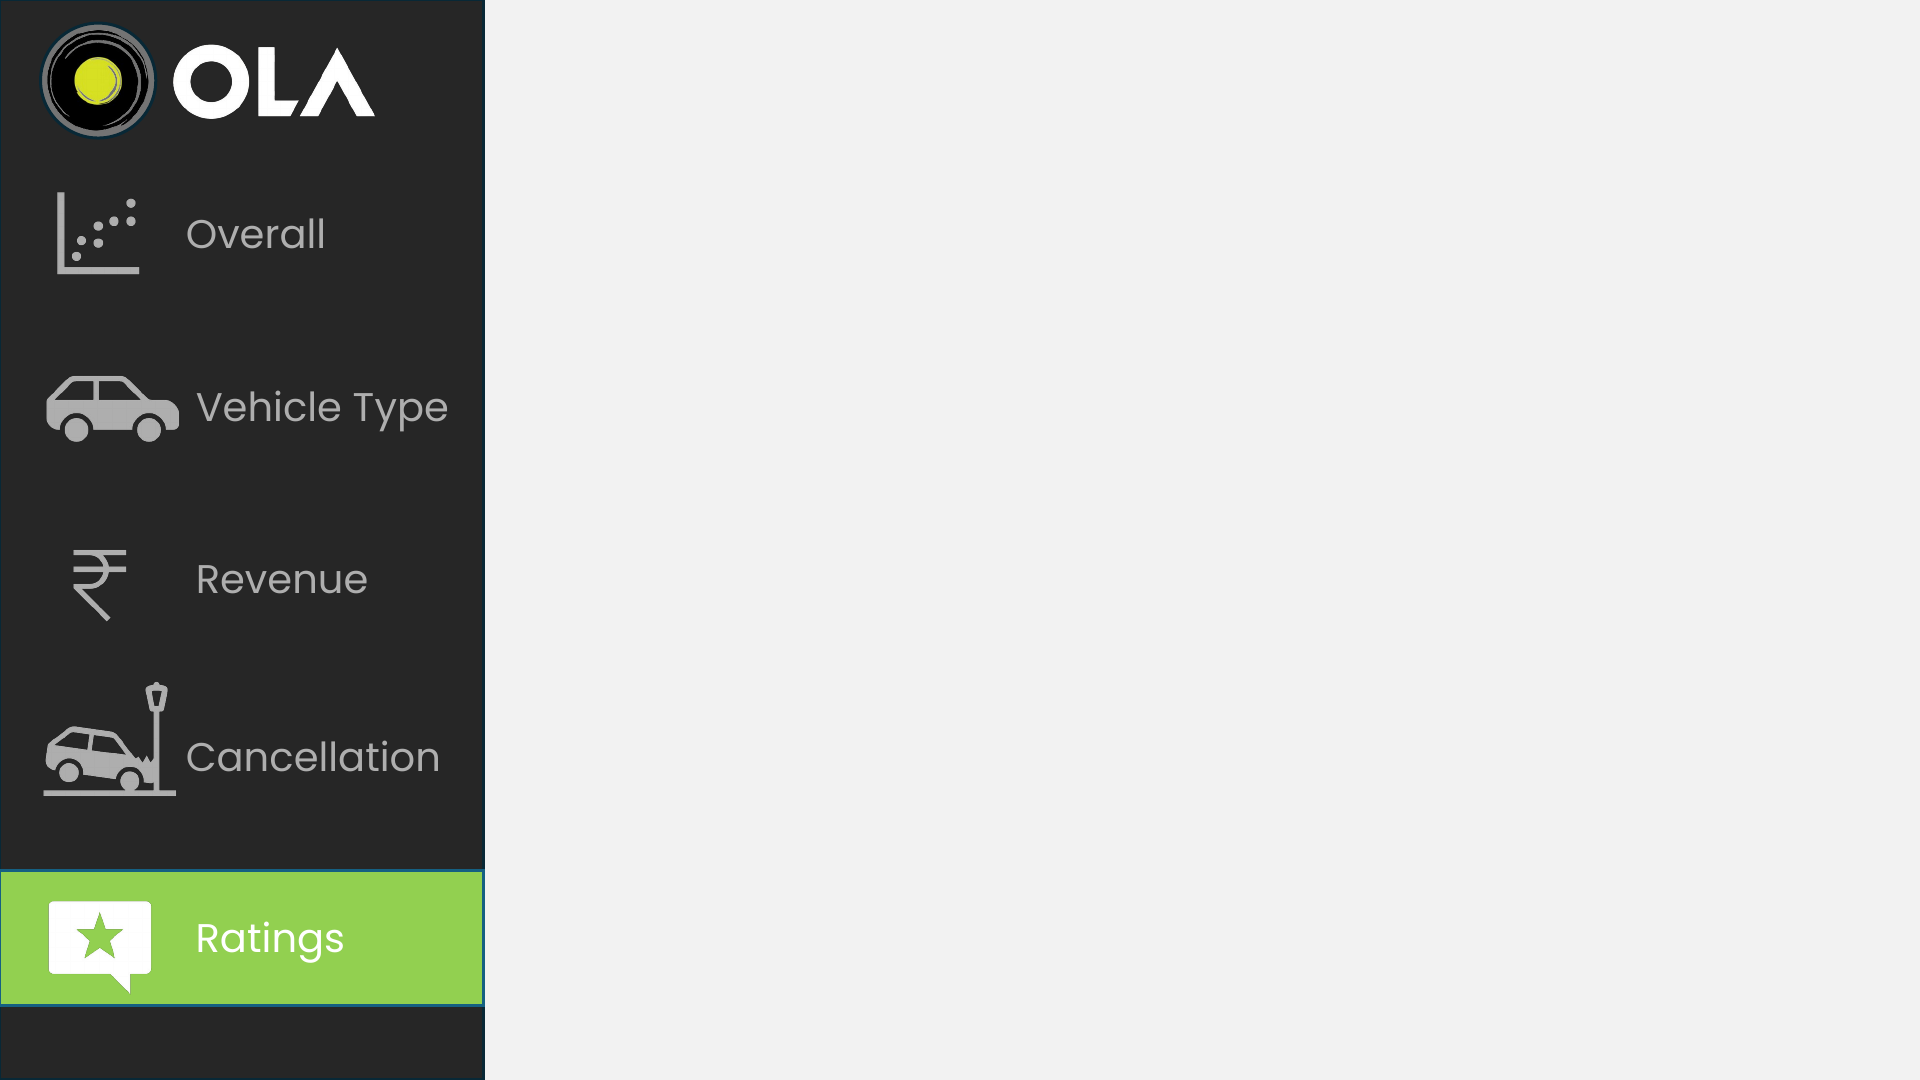 OLA
Overall
Vehicle Type
Revenue
Cancellation
Ratings